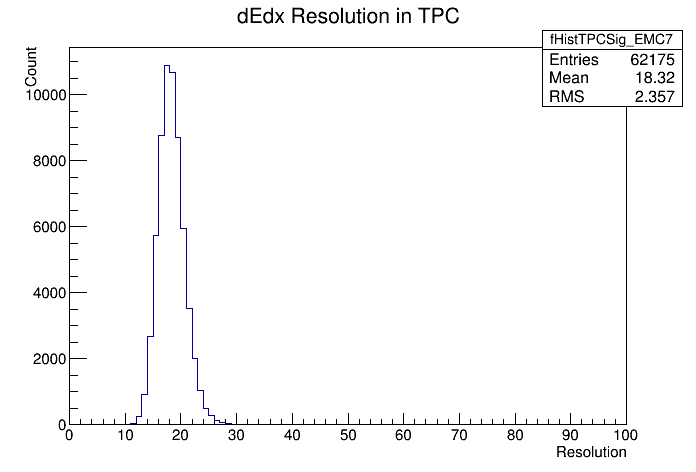 dEdx Resolution in TPC
fHistTPCSig_EMC7
Entries 62175
Mean 18.32
RMS 2.357
Count
10000
8000
6000
4000
2000
0
0 10 20 30 40 50 60 70 80 90 100
Resolution